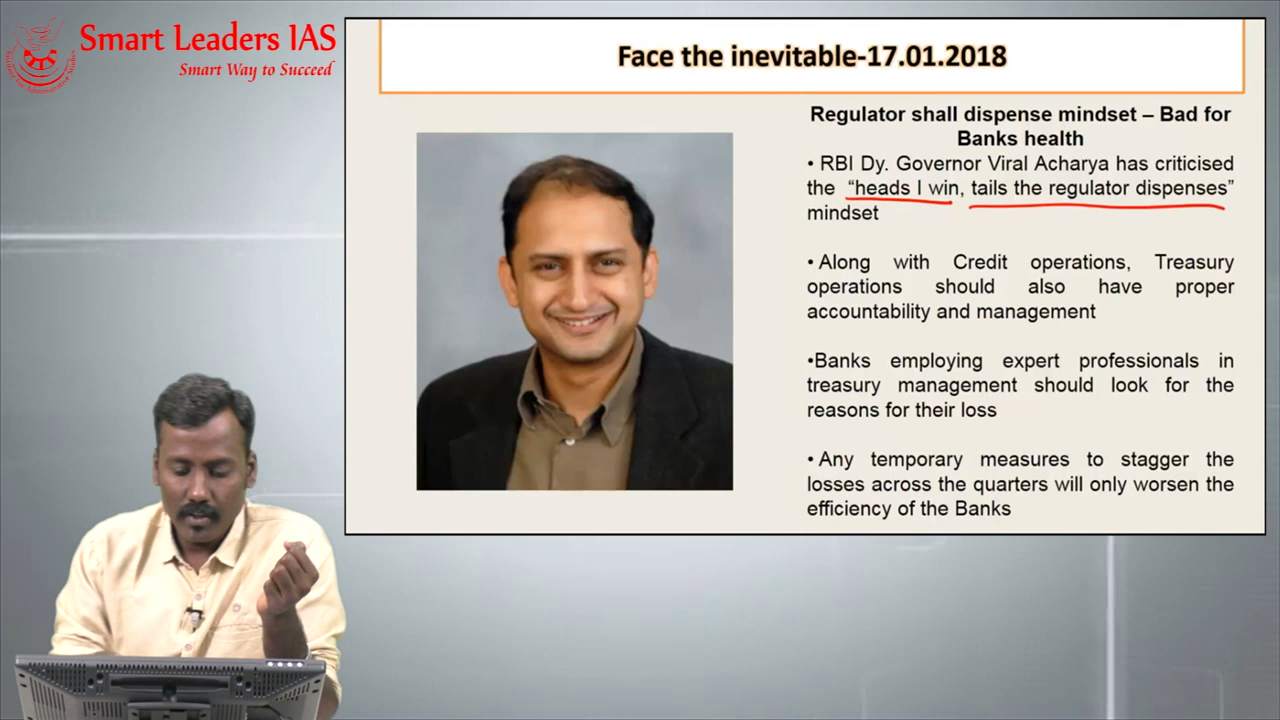 Smart Leaders IAS
Smart Way to Succeed
Face the inevitable-17.01.2018
Regulator shall dispense mindset – Bad for
Banks health
• RBI Dy. Governor Viral Acharya has criticised
the “heads I win, tails the regulator dispenses”
mindset
• Along with Credit operations, Treasury
operations should also have proper
accountability and management
•Banks employing expert professionals in
treasury management should look for the
reasons for their loss
• Any temporary measures to stagger the
losses across the quarters will only worsen the
efficiency of the Banks